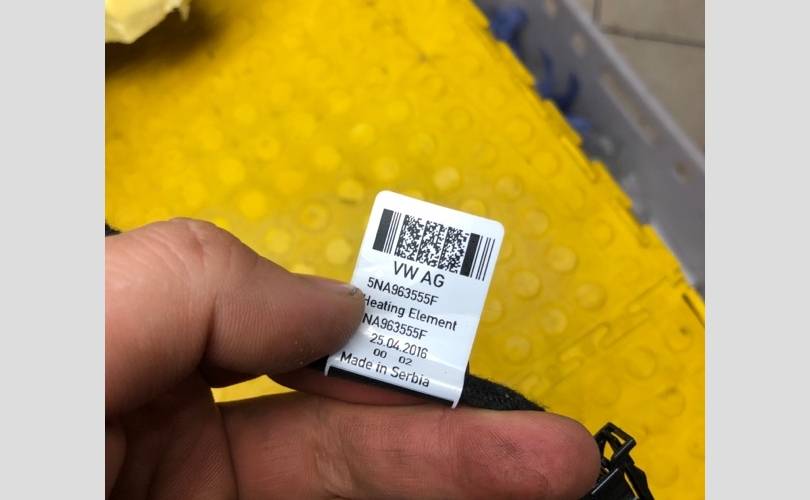 VW AG
5NA963555F
Heating Element
NA963555F
25.04.2016
00 02
Made in Serbia